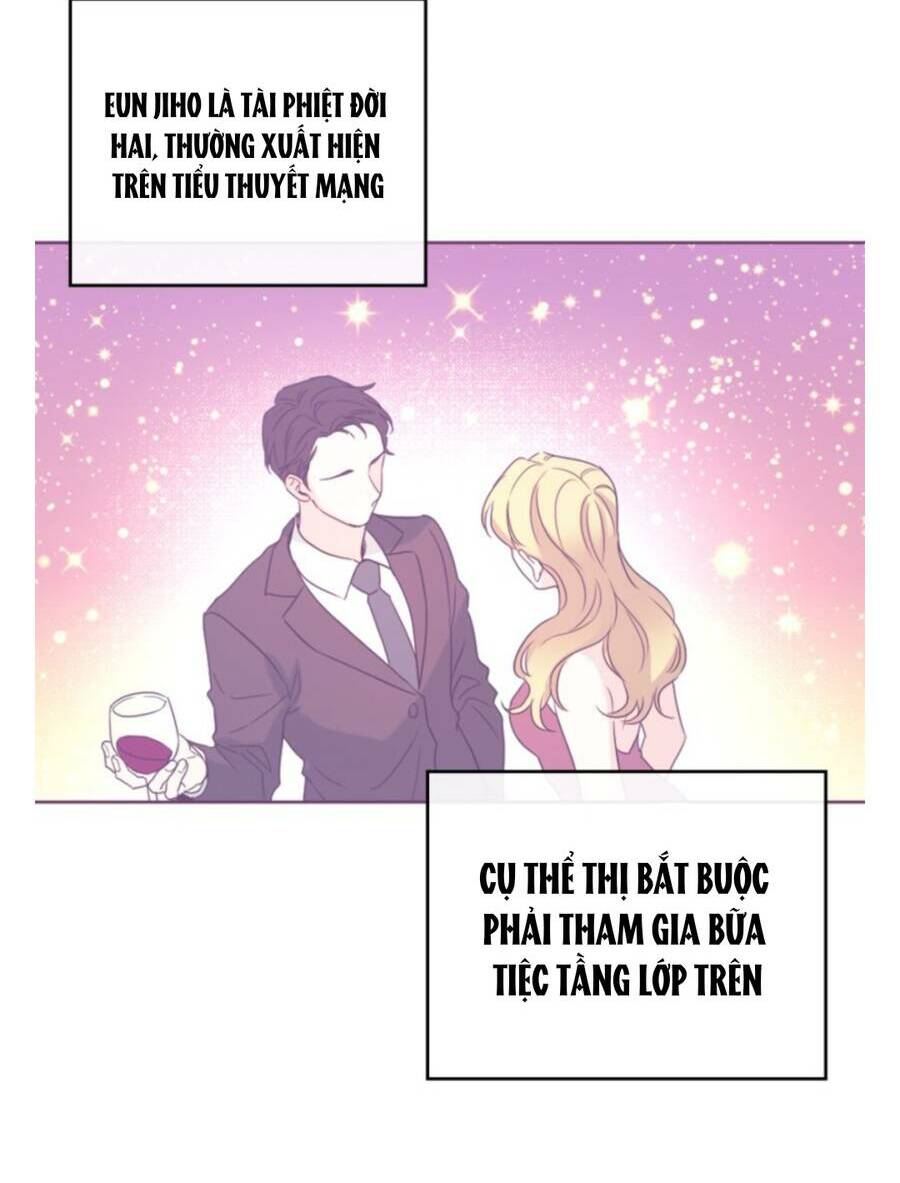 EUN JIHO LÀ TÀI PHIỆT ĐỜI
HAI, THƯỜNG XUẤT HIỆN
TRÊN TIỂU THUYẾT MẠNG
CỤ THỂ THỊ BẮT BUỘC
PHẢI THAM GIA BỮA
TIỆC TẦNG LỚP TRÊN